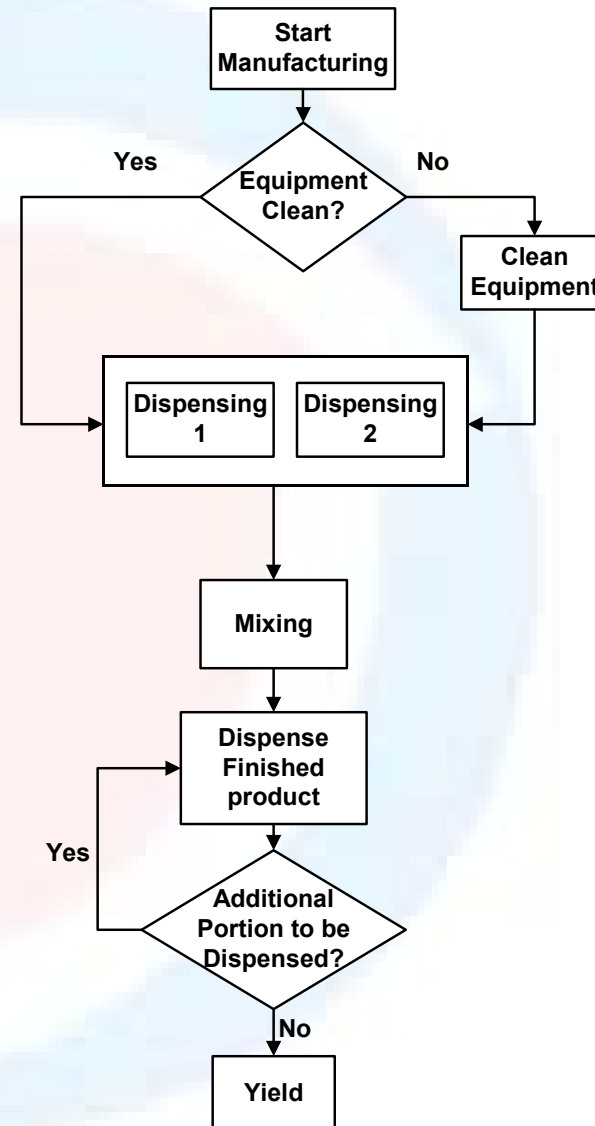 Start
Manufacturing
Yes
No
Equipment
Clean?
Clean
Equipment
Dispensing
1
Dispensing
2
Mixing
Dispense
Finished
product
Yes
Additional
Portion to be
Dispensed?
No
Yield